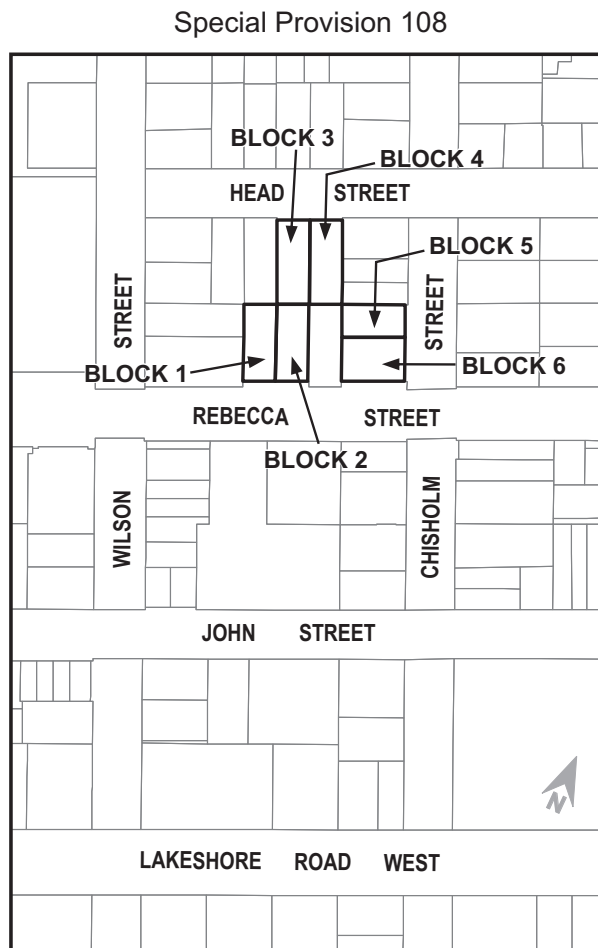 Special Provision 108
BLOCK 3
BLOCK 4
HEAD STREET
BLOCK 5
STREET
STREET
BLOCK 1
BLOCK 6
REBECCA STREET
BLOCK 2
WILSON
CHISHOLM
JOHN STREET
N
LAKESHORE ROAD WEST